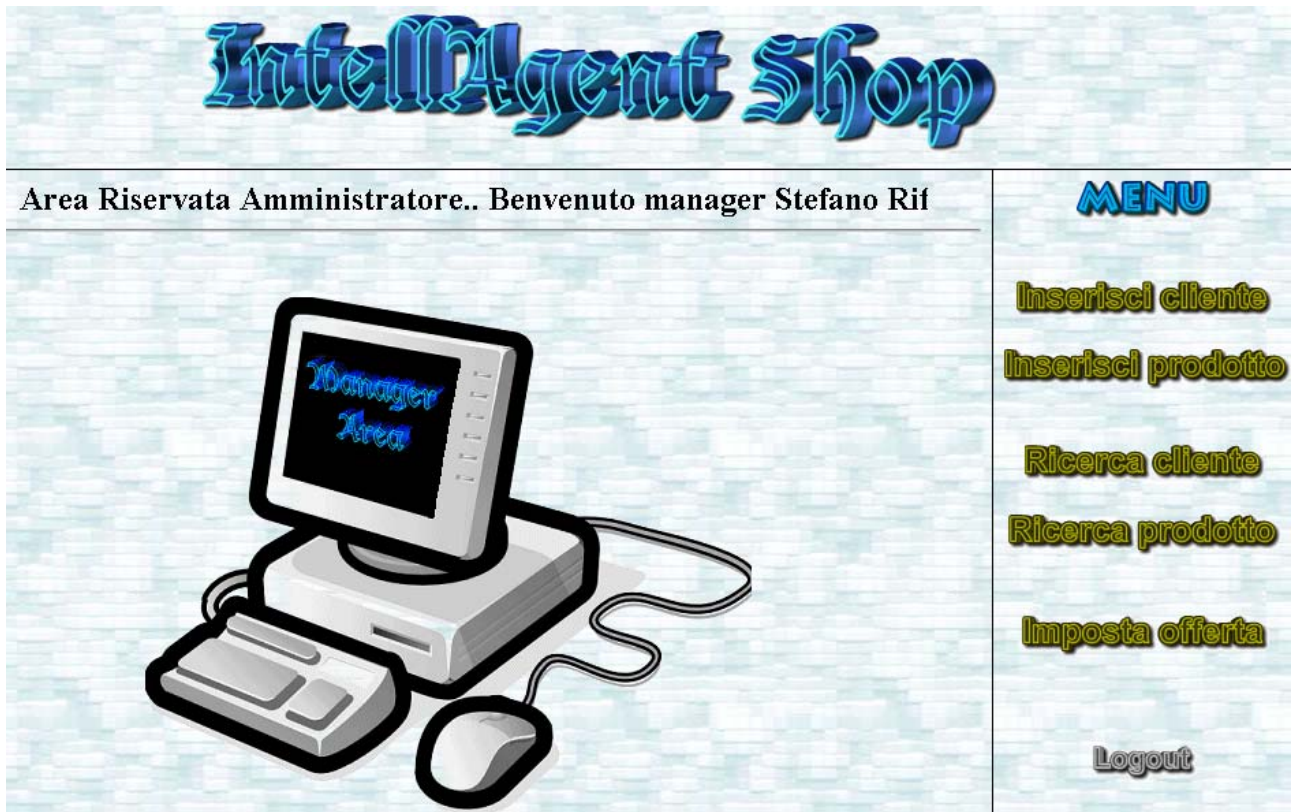 IntellAgent Shop
Area Riservata Amministratore.. Benvenuto manager Stefano Rif
MENU
Inserisci cliente
Inserisci prodotto
Ricerca cliente
Ricerca prodotto
Imposta offerta
Logout
Manager
Area